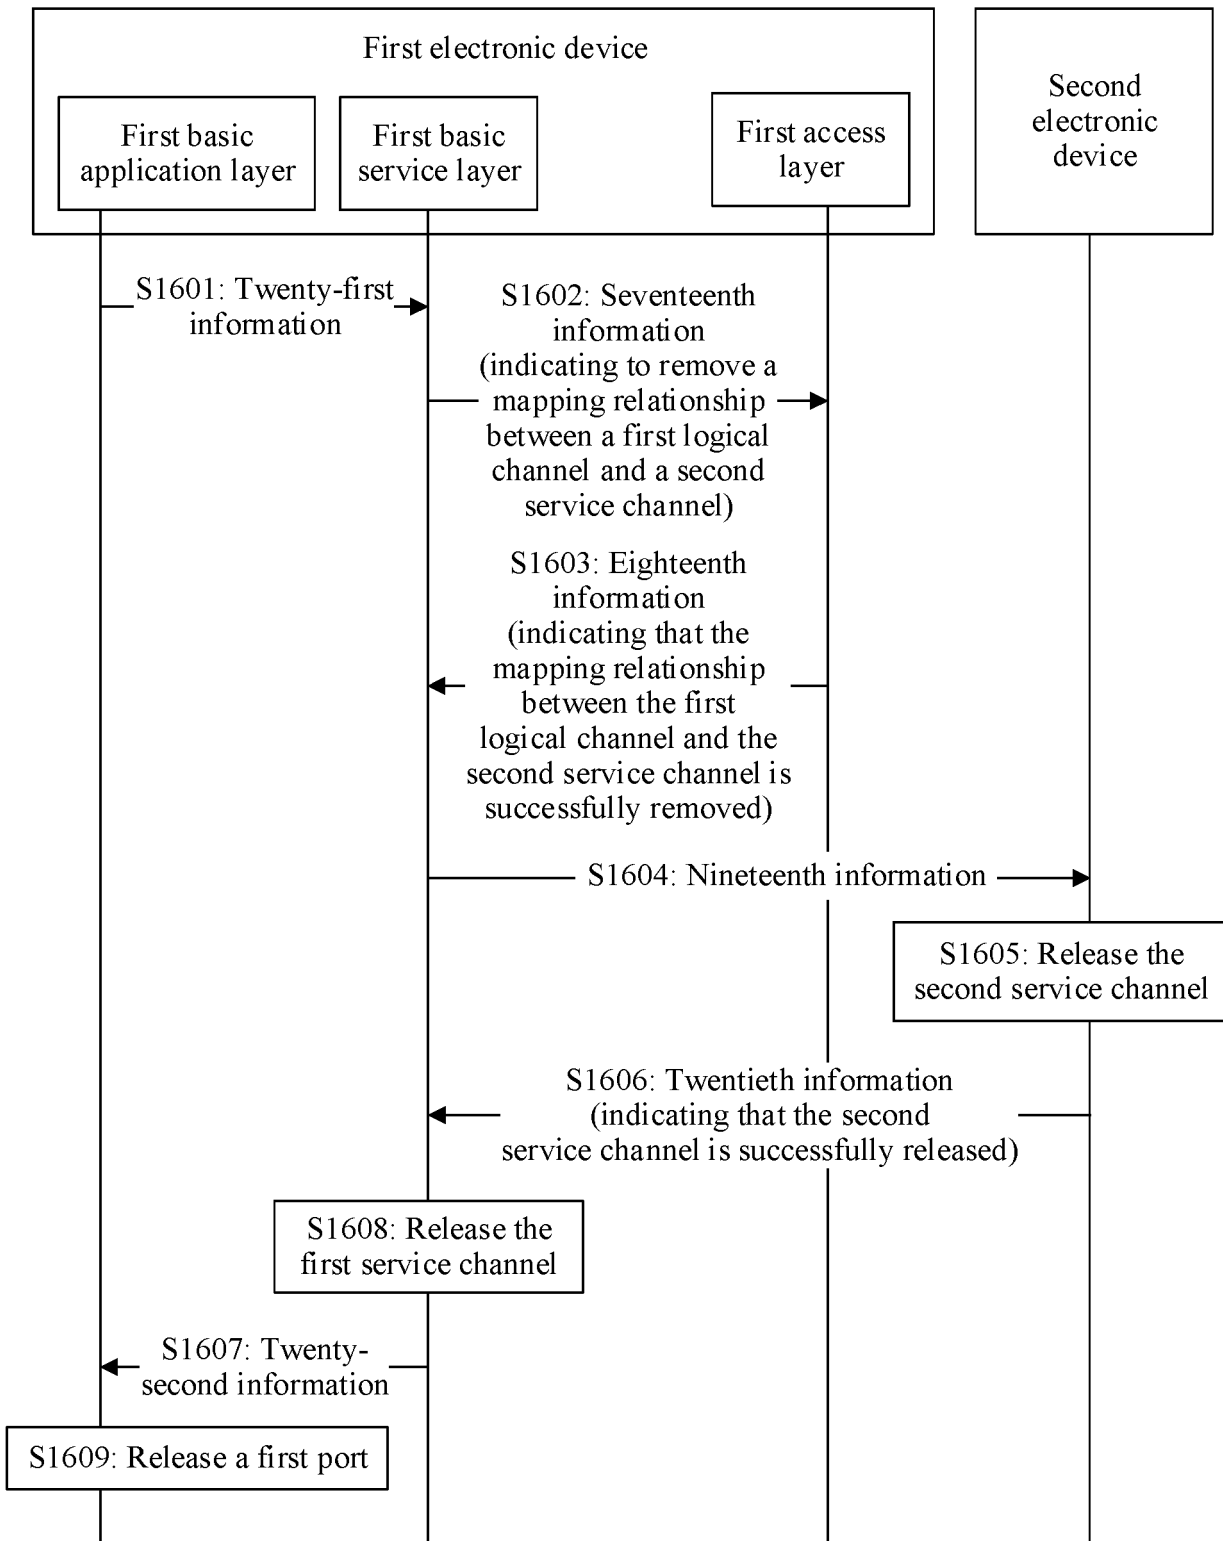 First electronic device
First basic
application layer
First basic
service layer
First access
layer
Second
electronic
device
S1601: Twenty-first
information
S1602: Seventeenth
information
(indicating to remove a
mapping relationship
between a first logical
channel and a second
service channel)
S1603: Eighteenth
information
(indicating that the
mapping relationship
between the first
logical channel and the
second service channel is
successfully removed)
S1604: Nineteenth information
S1605: Release the
second service channel
S1606: Twentieth information
(indicating that the second
service channel is successfully released)
S1608: Release the
first service channel
S1607: Twenty-
second information
S1609: Release a first port